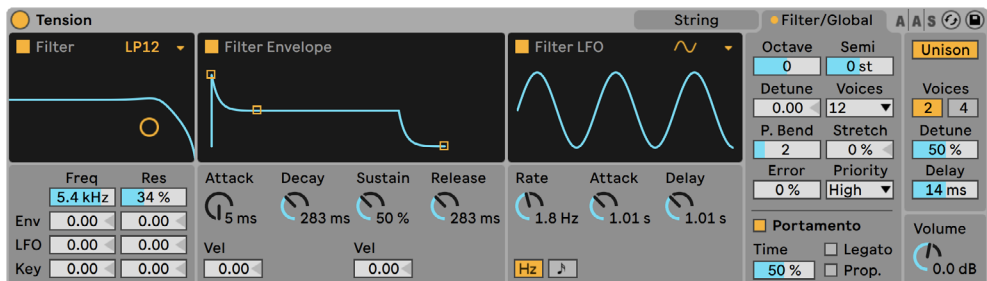 Tension
String
Filter/Global
A A S
Filter LP12
Filter Envelope
Filter LFO
Freq Res
5.4 kHz 34 %
Env 0.00 0.00
LFO 0.00 0.00
Key 0.00 0.00
Attack Decay Sustain Release
5 ms 283 ms 50 % 283 ms
Vel Vel
0.00 0.00
Rate Attack Delay
1.8 Hz 1.01 s 1.01 s
Hz
Octave Semi
0 0 st
Detune Voices
0.00 12
P. Bend Stretch
2 0 %
Error Priority
0 % High
Portamento
Time Legato
50 % Prop.
Unison
Voices
2 4
Detune
50 %
Delay
14 ms
Volume
0.0 dB